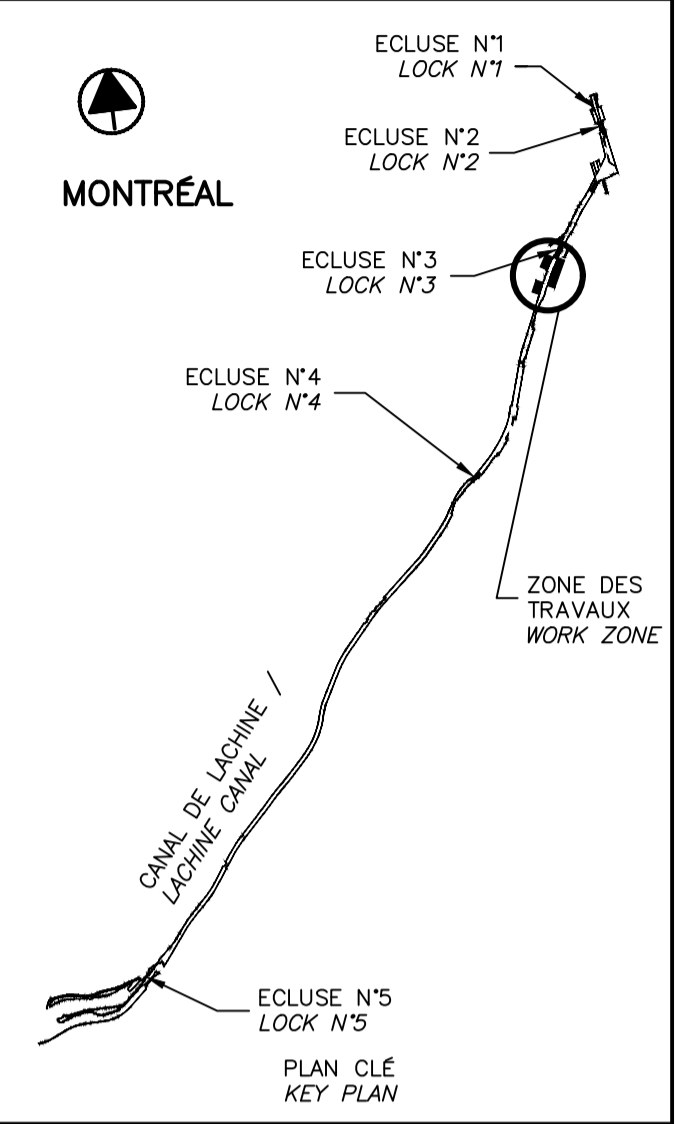 ECLUSE N°1
LOCK N°1
ECLUSE N°2
LOCK N°2
MONTRÉAL
ECLUSE N°3
LOCK N°3
ECLUSE N°4
LOCK N°4
ZONE DES
TRAVAUX
WORK ZONE
CANAL DE LACHINE /
LACHINE CANAL
ECLUSE N°5
LOCK N°5
PLAN CLÉ
KEY PLAN